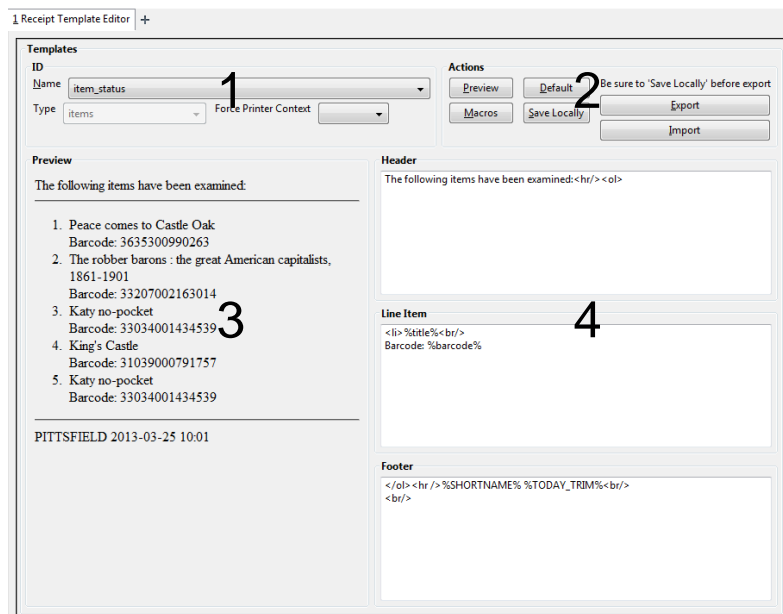 1 Receipt Template Editor +
Templates
ID
Name item_status
1
Type items Force Printer Context
Actions
Preview Default Be sure to 'Save Locally' before export
2
Export
Macros Save Locally
Import
Preview
The following items have been examined:
1. Peace comes to Castle Oak
Barcode: 3635300990263
2. The robber barons : the great American capitalists,
1861-1901
Barcode: 33207002163014
3. Katy no-pocket
Barcode: 33034001434539
3
4. King's Castle
Barcode: 31039000791757
5. Katy no-pocket
Barcode: 33034001434539
PITTSFIELD 2013-03-25 10:01
Header
The following items have been examined:<hr/><ol>
Line Item
4
<li>%title%<br/>
Barcode: %barcode%
Footer
</ol><hr />%SHORTNAME% %TODAY_TRIM%<br/>
<br/>